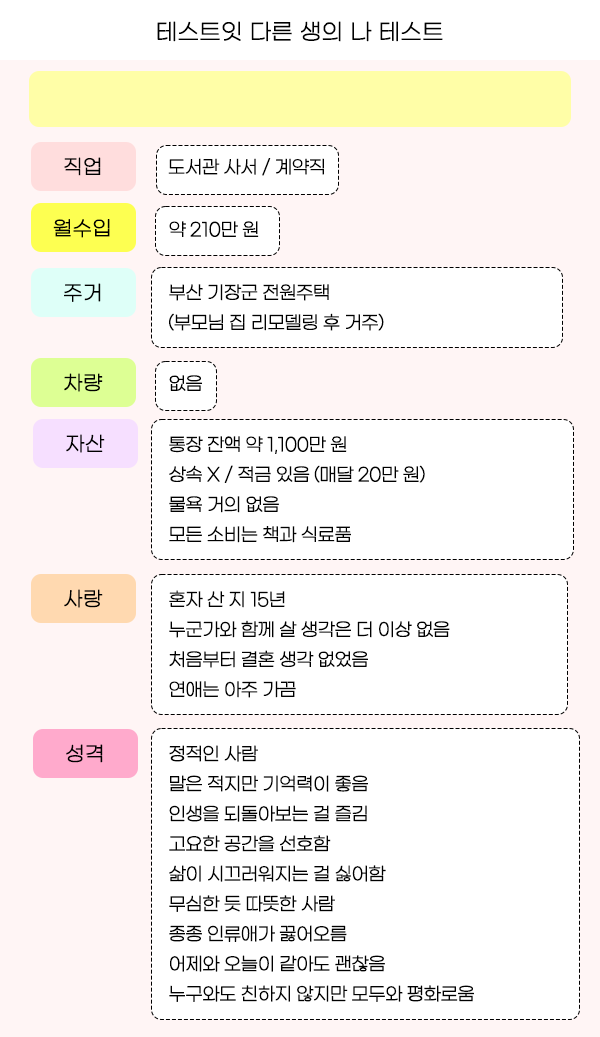 테스트잇 다른 생의 나 테스트
직업
도서관 사서 / 계약직
월수입
약 210만 원
주거
부산 기장군 전원주택
(부모님 집 리모델링 후 거주)
차량
없음
자산
통장 잔액 약 1,100만 원
상속 X / 적금 있음 (매달 20만 원)
물욕 거의 없음
모든 소비는 책과 식료품
사랑
혼자 산 지 15년
누군가와 함께 살 생각은 더 이상 없음
처음부터 결혼 생각 없었음
연애는 아주 가끔
성격
정적인 사람
말은 적지만 기억력이 좋음
인생을 되돌아보는 걸 즐김
고요한 공간을 선호함
삶이 시끄러워지는 걸 싫어함
무심한 듯 따뜻한 사람
종종 인류애가 끓어오름
어제와 오늘이 같아도 괜찮음
누구와도 친하지 않지만 모두와 평화로움